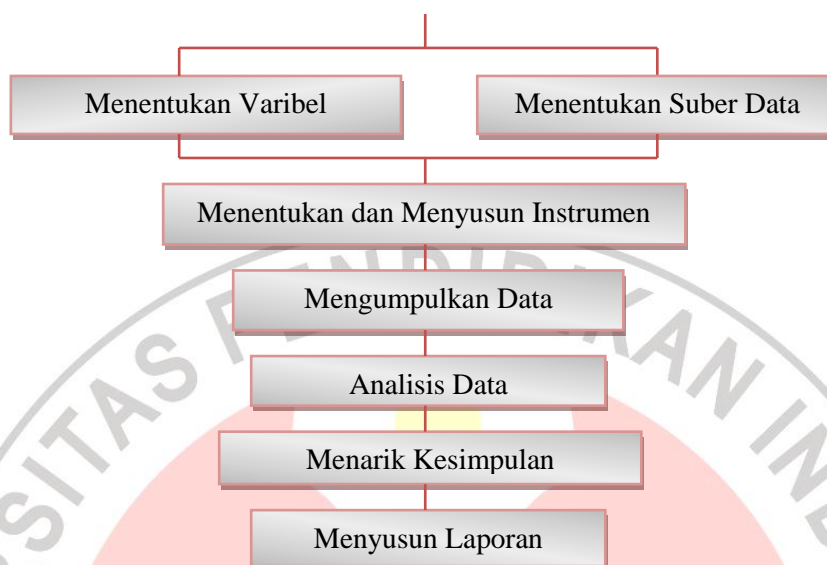 Menentukan Varibel
Menentukan Suber Data
Menentukan dan Menyusun Instrumen
Mengumpulkan Data
Analisis Data
Menarik Kesimpulan
Menyusun Laporan